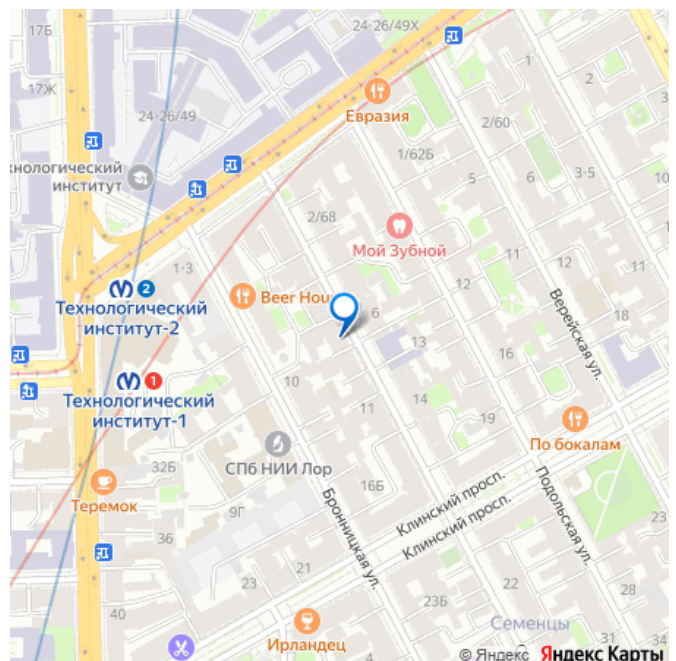 17Б
24-26/49Х
17Ж
2
24-26/49
Евразия
2/60
1/62Б
хнологический
институт
6
3-5
10
2/68
Мой Зубной
11
11
1-3
2
Beer Hou
6
12
12
Технологический
институт-2
Верейская ул.
18
13
16
1
10
Технологический
институт-1
14
11
19
По бокалам
СПб НИИ Лор
32Б
16Б
Теремок
9Г
Бронницкая ул.
Клинский просп.
Клинский просп.
Подольская ул.
23
36
21
23
22
28
40
23Б
Семенцы
Ирландец
© Яндекс Яндекс Карты